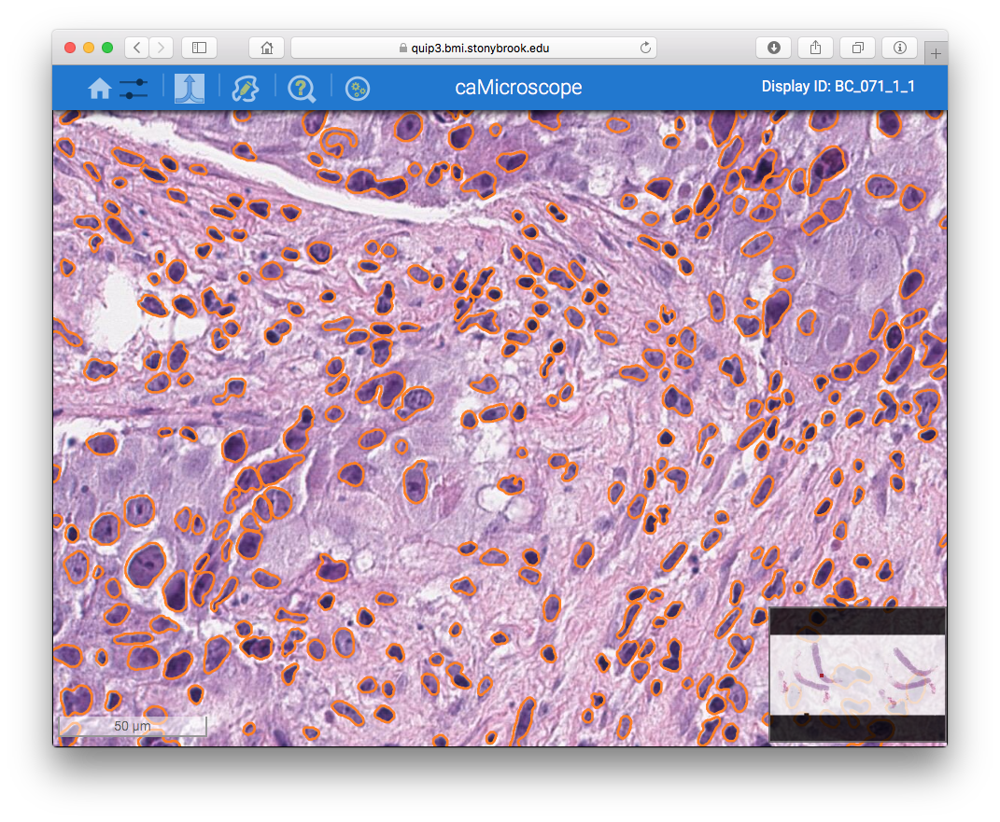 quip3.bmi.stonybrook.edu
caMicroscope
Display ID: BC_071_1_1
50 µm